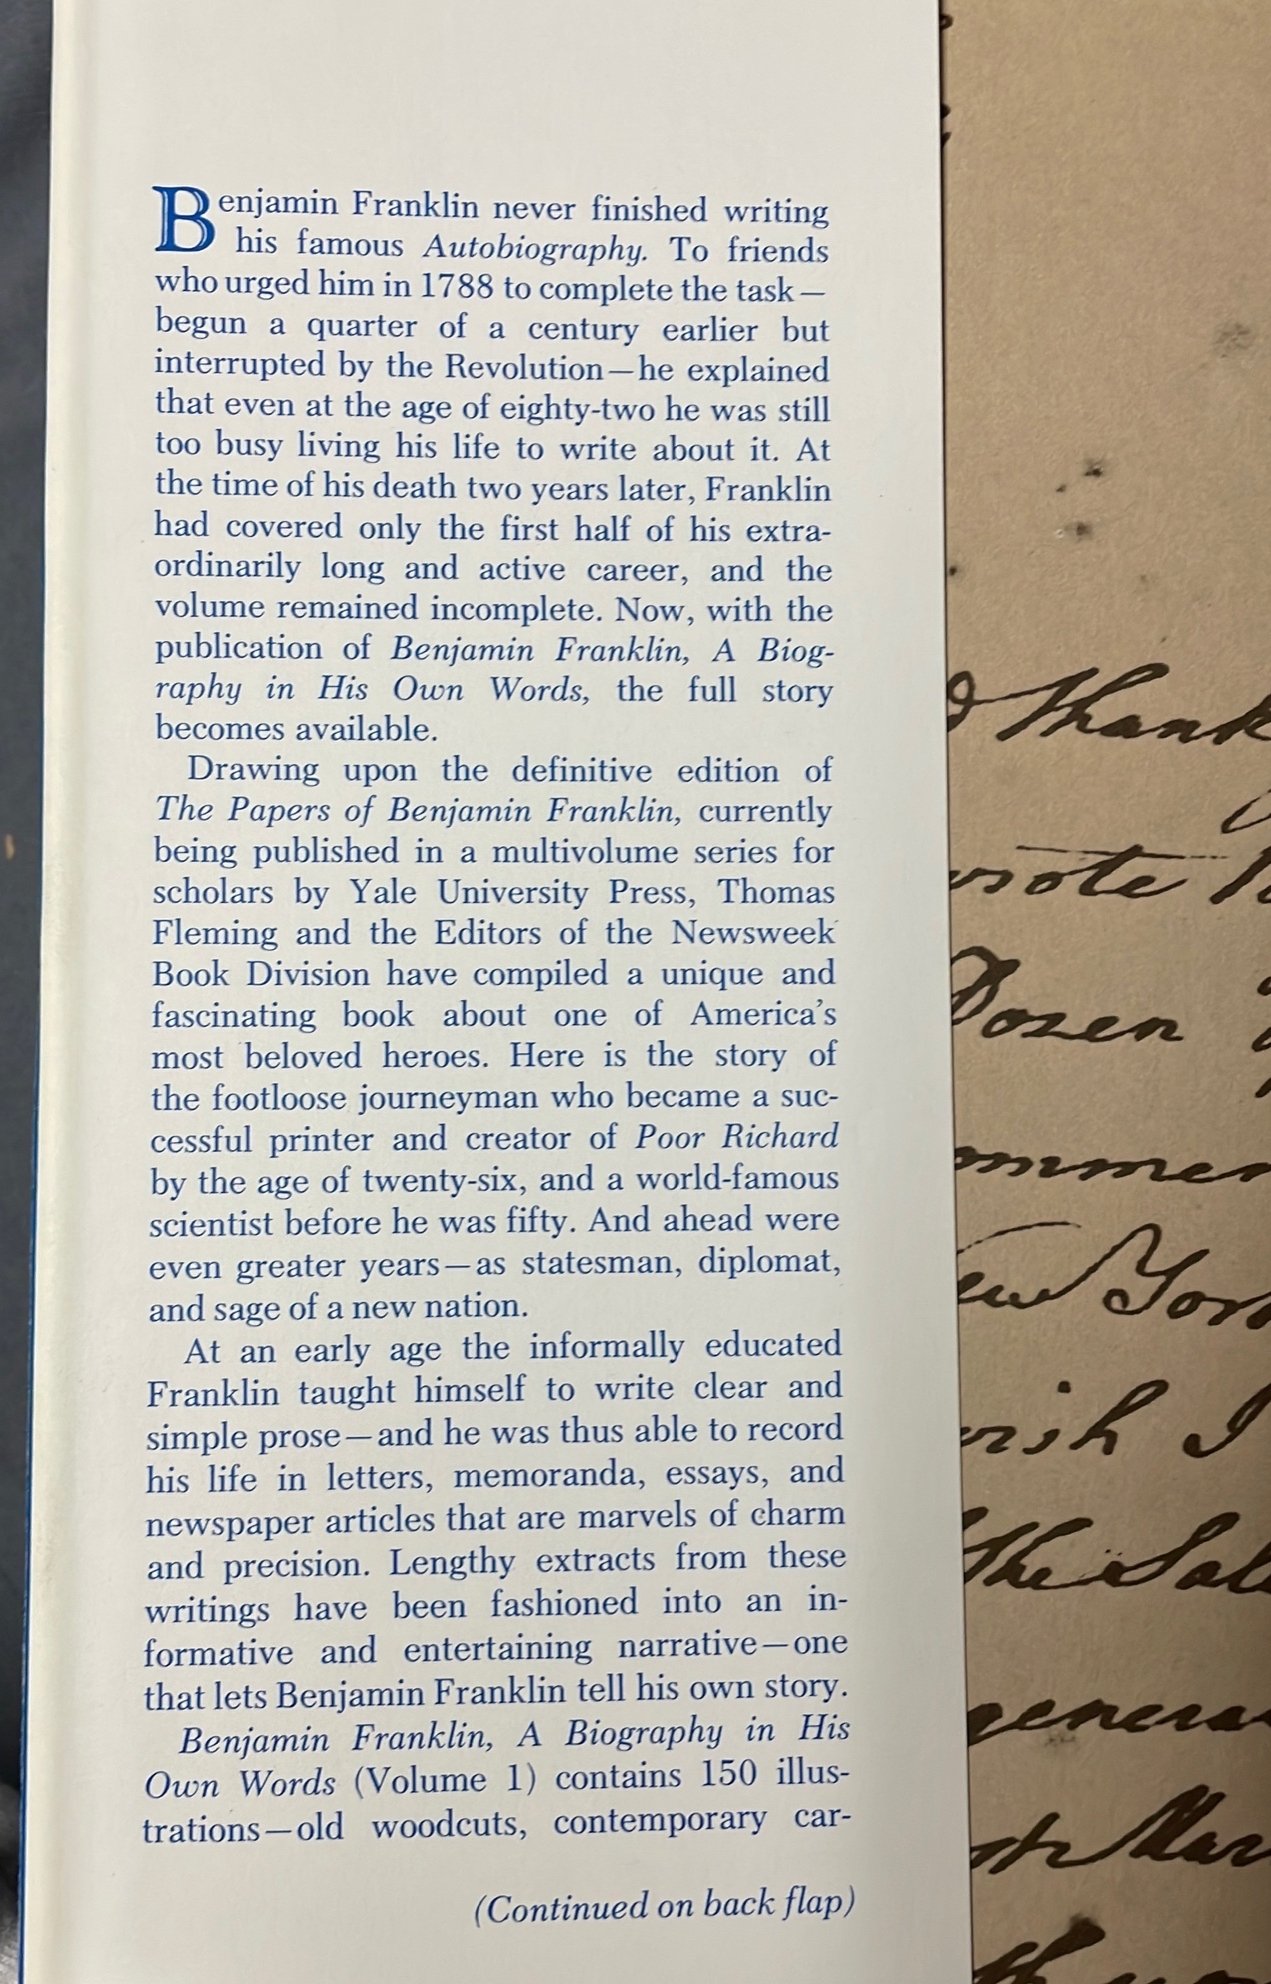 Benjamin Franklin never finished writing
his famous Autobiography. To friends
who urged him in 1788 to complete the task—
begun a quarter of a century earlier but
interrupted by the Revolution—he explained
that even at the age of eighty-two he was still
too busy living his life to write about it. At
the time of his death two years later, Franklin
had covered only the first half of his extra-
ordinarily long and active career, and the
volume remained incomplete. Now, with the
publication of Benjamin Franklin, A Biog-
raphy in His Own Words, the full story
becomes available.
Drawing upon the definitive edition of
The Papers of Benjamin Franklin, currently
being published in a multivolume series for
scholars by Yale University Press, Thomas
Fleming and the Editors of the Newsweek
Book Division have compiled a unique and
fascinating book about one of America's
most beloved heroes. Here is the story of
the footloose journeyman who became a suc-
cessful printer and creator of Poor Richard
by the age of twenty-six, and a world-famous
scientist before he was fifty. And ahead were
even greater years—as statesman, diplomat,
and sage of a new nation.
At an early age the informally educated
Franklin taught himself to write clear and
simple prose—and he was thus able to record
his life in letters, memoranda, essays, and
newspaper articles that are marvels of charm
and precision. Lengthy extracts from these
writings have been fashioned into an in-
formative and entertaining narrative—one
that lets Benjamin Franklin tell his own story.
Benjamin Franklin, A Biography in His
Own Words (Volume 1) contains 150 illus-
trations—old woodcuts, contemporary car-
(Continued on back flap)
thank
wrote
Dozen
ew York
ish I
the
genera